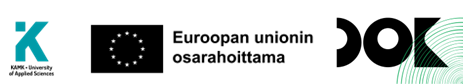 KAMK • University
of Applied Sciences
Euroopan unionin
osarahoittama
DOK